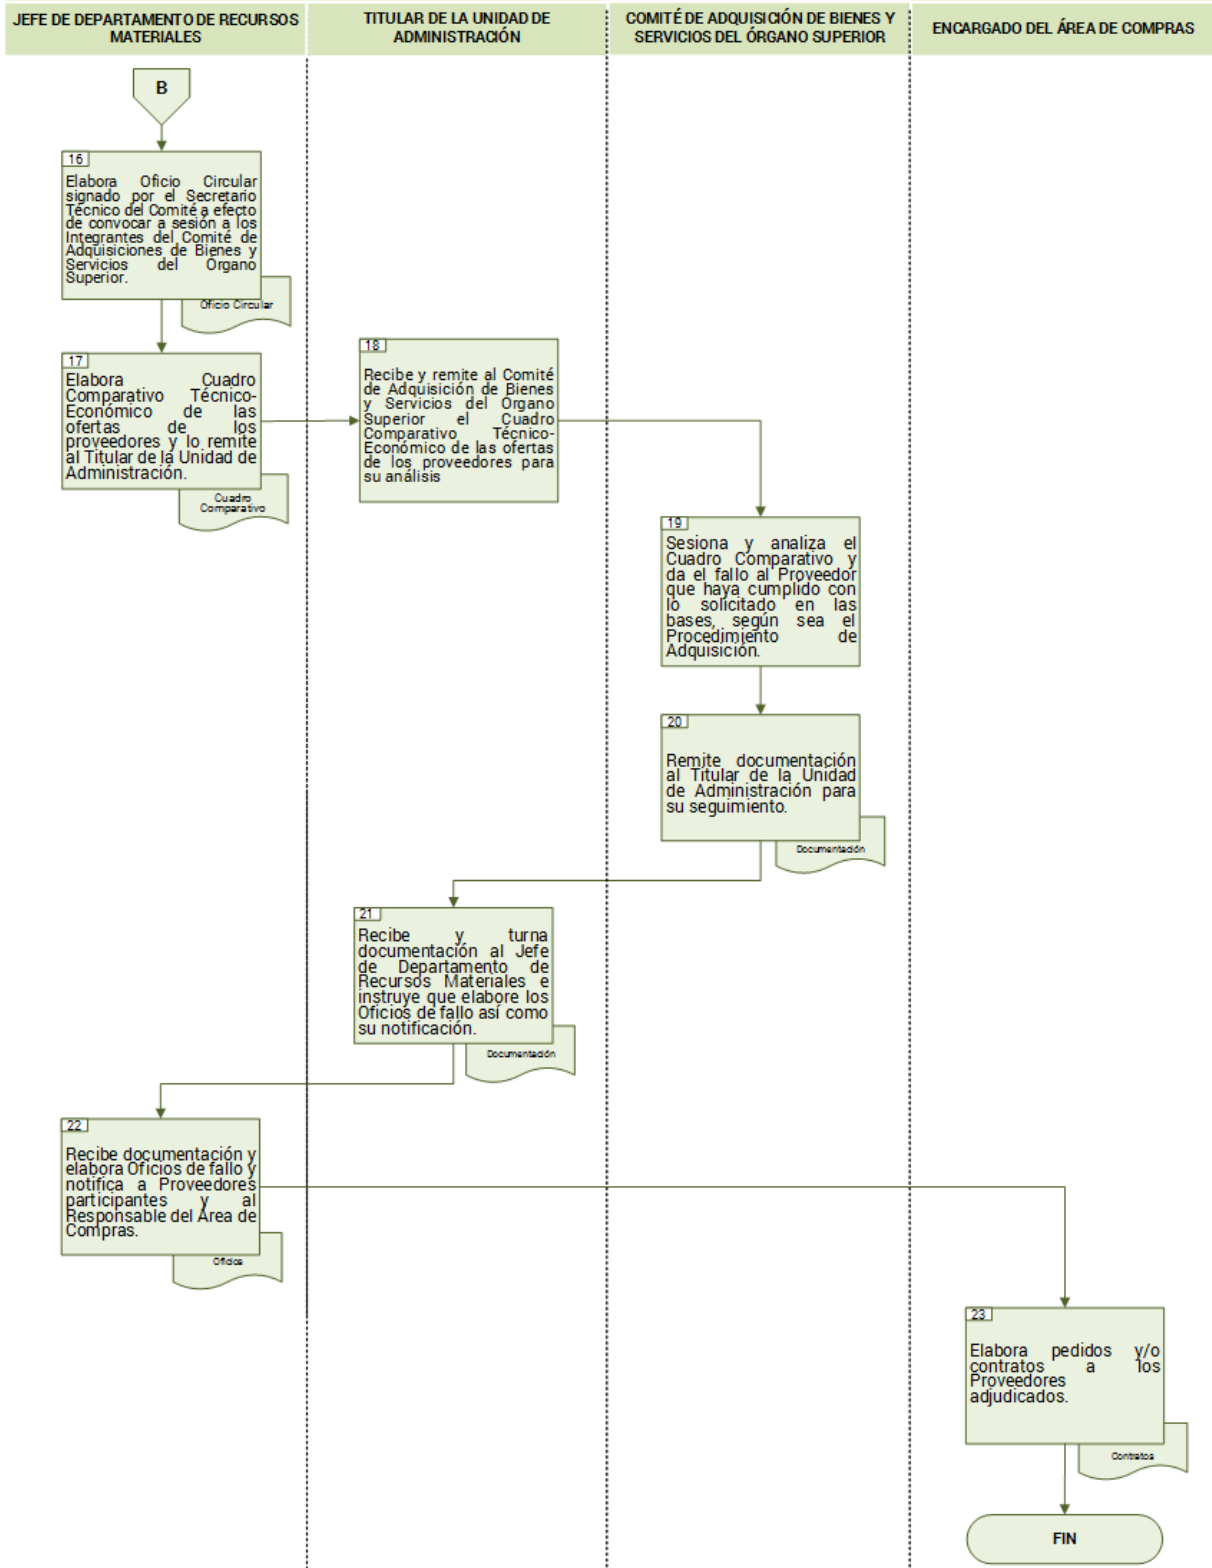 JEFE DE DEPARTAMENTO DE RECURSOS
MATERIALES
TITULAR DE LA UNIDAD DE
ADMINISTRACIÓN
COMITÉ DE ADQUISICIÓN DE BIENES Y
SERVICIOS DEL ÓRGANO SUPERIOR
ENCARGADO DEL ÁREA DE COMPRAS
B
16
Elabora Oficio Circular
signado por el Secretario
Técnico del Comité a efecto
de convocar a sesión a los
Integrantes del Comité de
Adquisiciones de Bienes y
Servicios del Órgano
Superior.
Oficio Circular
17
Elabora Cuadro
Comparativo Técnico-
Económico de las
ofertas de los
proveedores y lo remite
al Titular de la Unidad de
Administración.
Cuadro
Comparativo
18
Recibe y remite al Comité
de Adquisición de Bienes
y Servicios del Órgano
Superior el Cuadro
Comparativo Técnico-
Económico de las ofertas
de los proveedores para
su análisis
19
Sesiona y analiza el
Cuadro Comparativo y
da el fallo al Proveedor
que haya cumplido con
lo solicitado en las
bases, según sea el
Procedimiento de
Adquisición.
20
Remite documentación
al Titular de la Unidad
de Administración para
su seguimiento.
Documentación
21
Recibe y turna
documentación al Jefe
de Departamento de
Recursos Materiales e
instruye que elabore los
Oficios de fallo así como
su notificación.
Documentación
22
Recibe documentación y
elabora Oficios de fallo y
notifica a Proveedores
participantes y al
Responsable del Área de
Compras.
Oficios
23
Elabora pedidos y/o
contratos a los
Proveedores
adjudicados.
Contratos
FIN